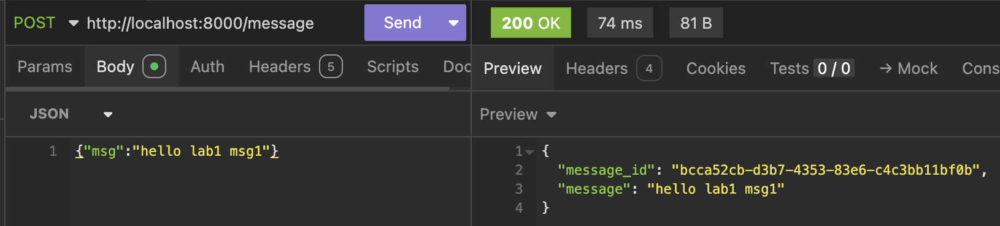 POST http://localhost:8000/message Send
200 OK 74 ms 81 B
Params Body Auth Headers 5 Scripts Doc
Preview Headers 4 Cookies Tests 0 / 0 → Mock Cons
JSON
Preview
1 {"msg":"hello lab1 msg1"}
1 {
2 "message_id": "bcca52cb-d3b7-4353-83e6-c4c3bb11bf0b",
3 "message": "hello lab1 msg1"
4 }